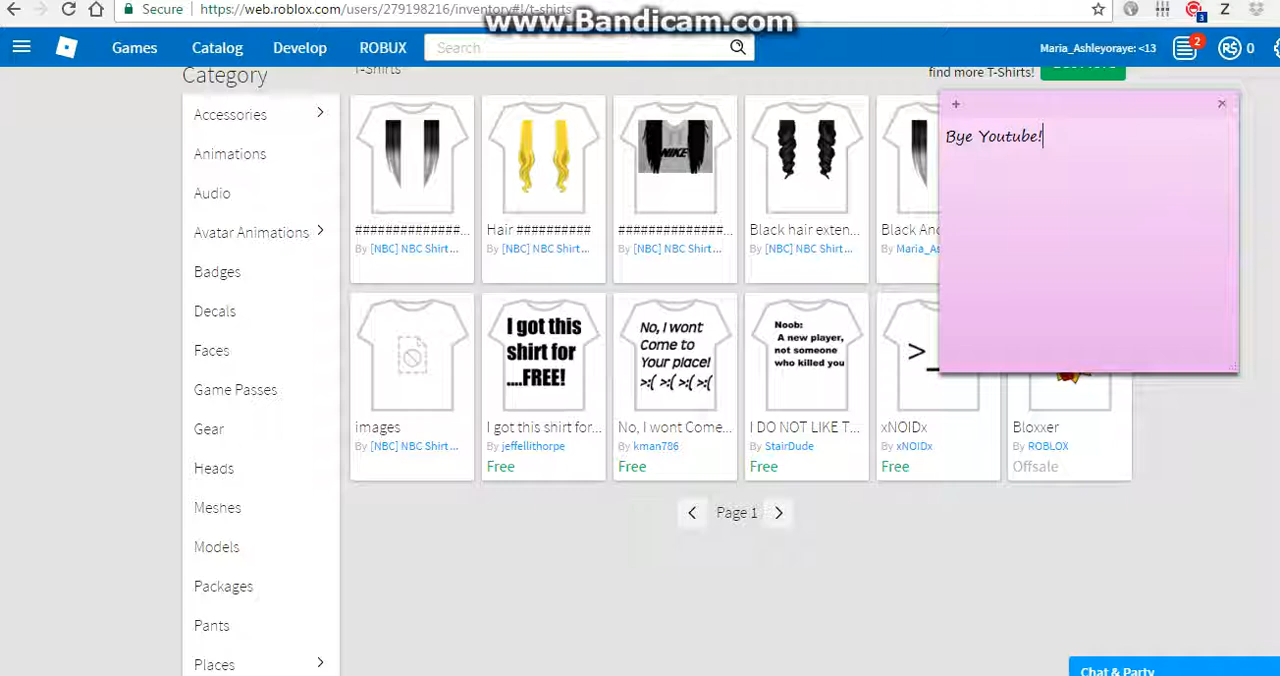 Secure
https://web.roblox.com/users/279198216/inventory#!/t-shirts
www.Bandicam.com
3
Z
Games
Catalog
Develop
ROBUX
Search
Maria_Ashleyoraye: <13
2
R$ 0
Category
T-Shirts
find more T-Shirts!
Accessories
Animations
Audio
Avatar Animations
Badges
Decals
Faces
Game Passes
Gear
Heads
Meshes
Models
Packages
Pants
Places
NIKE
##############...
By [NBC] NBC Shirt...
Hair ##########
By [NBC] NBC Shirt...
##############...
By [NBC] NBC Shirt...
Black hair exten...
By [NBC] NBC Shirt...
Black And
By Maria_As
+
×
Bye Youtube!
images
By [NBC] NBC Shirt...
I got this
shirt for
....FREE!
I got this shirt for...
By jeffellithorpe
Free
No, I wont
Come to
Your place!
>:( >:( >:( >:(
No, I wont Come...
By kman786
Free
Noob:
A new player,
not someone
who killed you
I DO NOT LIKE T...
By StairDude
Free
>_
xNOIDx
By xNOIDx
Free
Bloxxer
By ROBLOX
Offsale
Page 1
Chat & Party